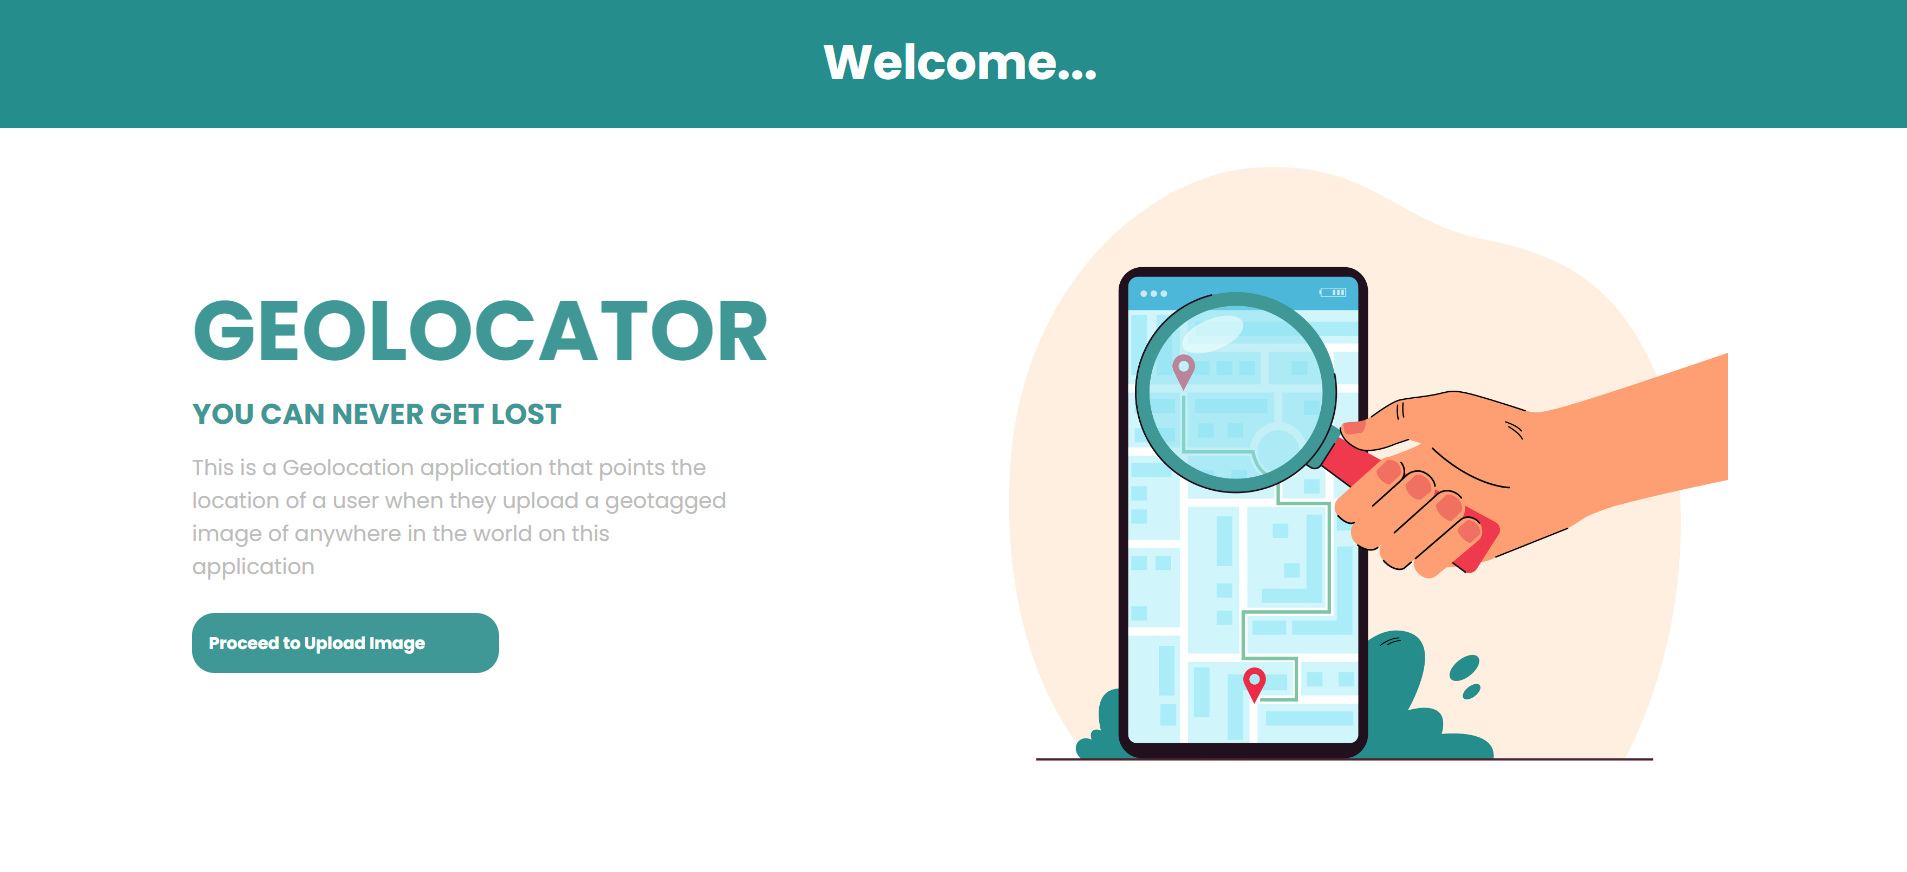 Welcome...
GEOLOCATOR
YOU CAN NEVER GET LOST
This is a Geolocation application that points the
location of a user when they upload a geotagged
image of anywhere in the world on this
application
Proceed to Upload Image